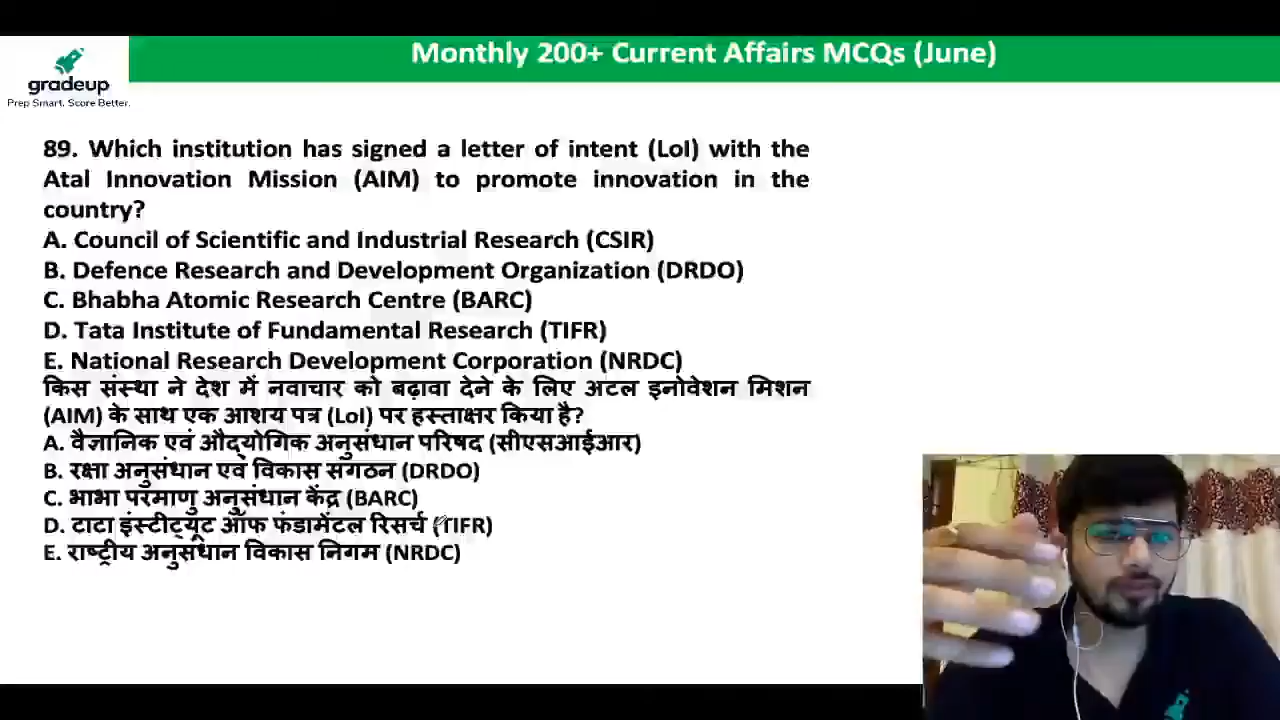 Monthly 200+ Current Affairs MCQs (June)
gradeup
Prep Smart. Score Better.
89. Which institution has signed a letter of intent (LoI) with the
Atal Innovation Mission (AIM) to promote innovation in the
country?
A. Council of Scientific and Industrial Research (CSIR)
B. Defence Research and Development Organization (DRDO)
C. Bhabha Atomic Research Centre (BARC)
D. Tata Institute of Fundamental Research (TIFR)
E. National Research Development Corporation (NRDC)
किस संस्था ने देश में नवाचार को बढ़ावा देने के लिए अटल इनोवेशन मिशन
(AIM) के साथ एक आशय पत्र (LoI) पर हस्ताक्षर किया है?
A. वैज्ञानिक एवं औद्योगिक अनुसंधान परिषद (सीएसआईआर)
B. रक्षा अनुसंधान एवं विकास संगठन (DRDO)
C. भाभा परमाणु अनुसंधान केंद्र (BARC)
D. टाटा इंस्टीट्यूट ऑफ फंडामेंटल रिसर्च (TIFR)
E. राष्ट्रीय अनुसंधान विकास निगम (NRDC)